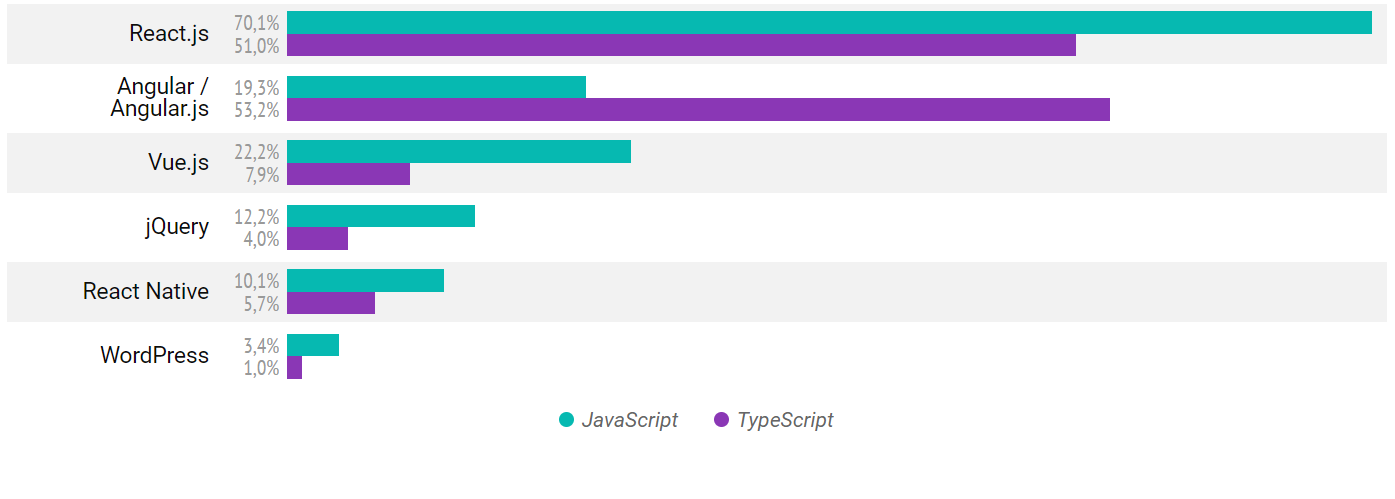 React.js
70,1%
51,0%
Angular /
Angular.js
19,3%
53,2%
Vue.js
22,2%
7,9%
jQuery
12,2%
4,0%
React Native
10,1%
5,7%
WordPress
3,4%
1,0%
JavaScript
TypeScript